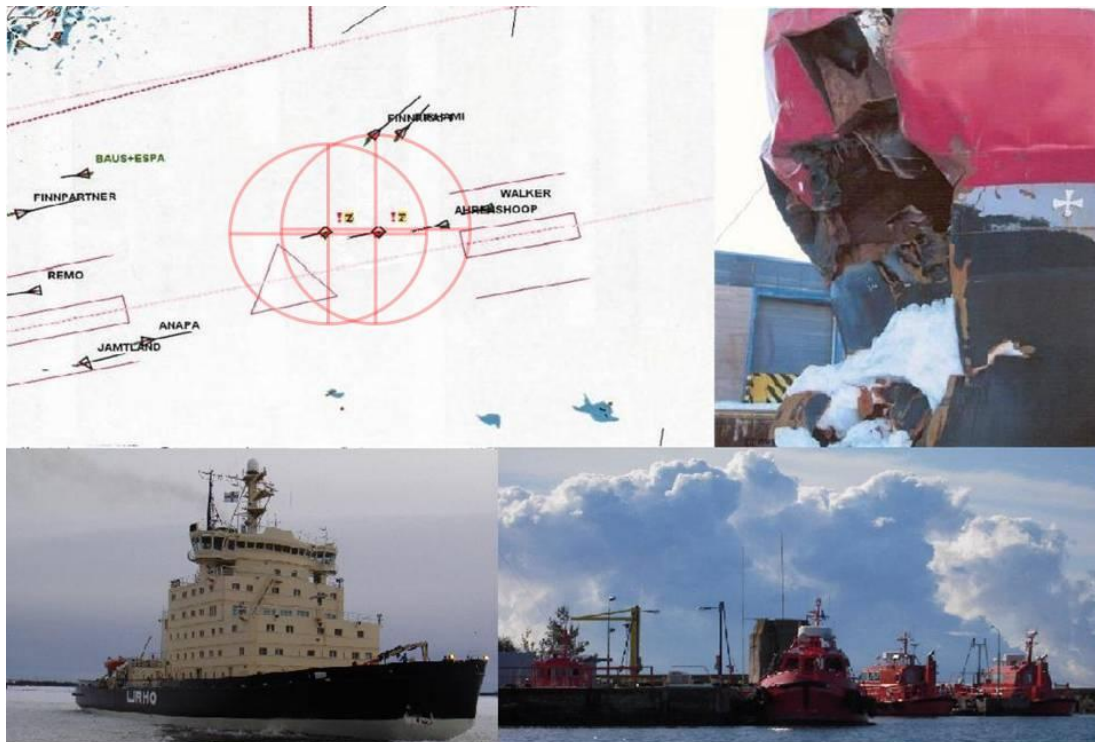 BAUS+ESPA
FINNPARTNER
WALKER
AHRENSHOOP
!Z !Z
REMO
ANAPA
JAMTLAND
URHO